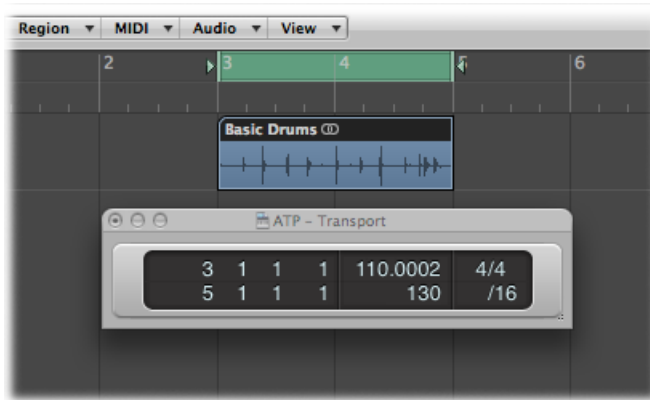 Region MIDI Audio View
2 3 4 5 6
Basic Drums
ATP - Transport
3 1 1 1 110.0002 4/4
5 1 1 1 130 /16